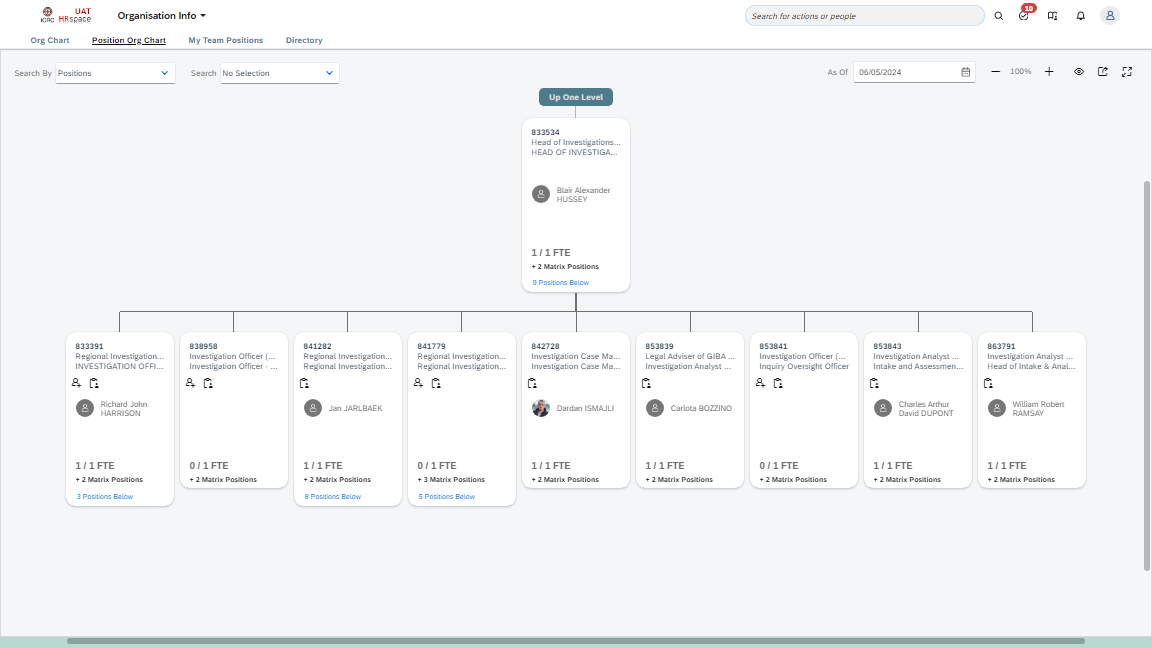 ICRC UAT HRspace
Organisation Info
Search for actions or people
10
Org Chart Position Org Chart My Team Positions Directory
Search By Positions Search No Selection As Of 06/05/2024 100%
Up One Level
833534
Head of Investigations...
HEAD OF INVESTIGA...
Blair Alexander
HUSSEY
1 / 1 FTE
+ 2 Matrix Positions
9 Positions Below
833391
Regional Investigation...
INVESTIGATION OFFI...
Richard John
HARRISON
1 / 1 FTE
+ 2 Matrix Positions
3 Positions Below
838958
Investigation Officer (...
Investigation Officer - ...
0 / 1 FTE
+ 2 Matrix Positions
841282
Regional Investigation...
Regional Investigation...
Jan JARLBAEK
1 / 1 FTE
+ 2 Matrix Positions
8 Positions Below
841779
Regional Investigation...
Regional Investigation...
0 / 1 FTE
+ 3 Matrix Positions
5 Positions Below
842728
Investigation Case Ma...
Investigation Case Ma...
Dardan ISMAJLI
1 / 1 FTE
+ 2 Matrix Positions
853839
Legal Adviser of GIBA ...
Investigation Analyst ...
Carlota BOZZINO
1 / 1 FTE
+ 2 Matrix Positions
853841
Investigation Officer (...
Inquiry Oversight Officer
0 / 1 FTE
+ 2 Matrix Positions
853843
Investigation Analyst ...
Intake and Assessmen...
Charles Arthur
David DUPONT
1 / 1 FTE
+ 2 Matrix Positions
863791
Investigation Analyst ...
Head of Intake & Anal...
William Robert
RAMSAY
1 / 1 FTE
+ 2 Matrix Positions